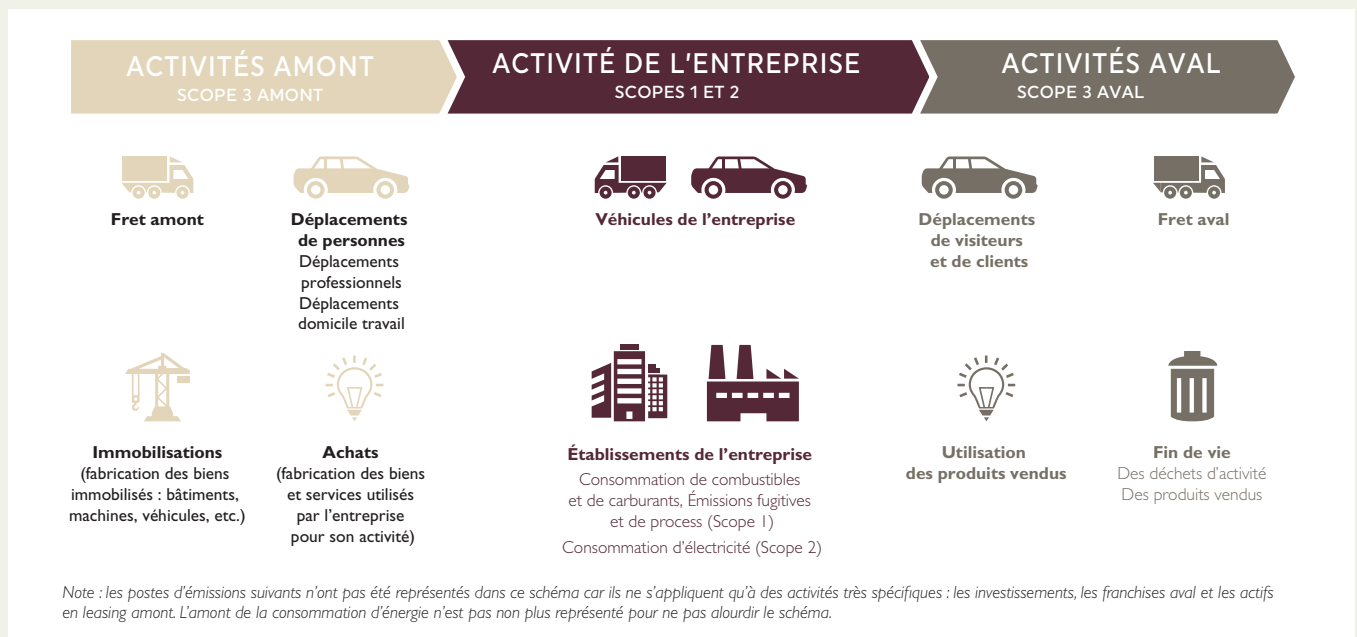 ACTIVITÉS AMONT
SCOPE 3 AMONT
ACTIVITÉ DE L'ENTREPRISE
SCOPES 1 ET 2
ACTIVITÉS AVAL
SCOPE 3 AVAL
Fret amont
Déplacements
de personnes
Déplacements
professionnels
Déplacements
domicile travail
Véhicules de l'entreprise
Déplacements
de visiteurs
et de clients
Fret aval
Immobilisations
(fabrication des biens
immobilisés : bâtiments,
machines, véhicules, etc.)
Achats
(fabrication des biens
et services utilisés
par l'entreprise
pour son activité)
Établissements de l'entreprise
Consommation de combustibles
et de carburants, Émissions fugitives
et de process (Scope 1)
Consommation d'électricité (Scope 2)
Utilisation
des produits vendus
Fin de vie
Des déchets d'activité
Des produits vendus
Note : les postes d'émissions suivants n'ont pas été représentés dans ce schéma car ils ne s'appliquent qu'à des activités très spécifiques : les investissements, les franchises aval et les actifs
en leasing amont. L'amont de la consommation d'énergie n'est pas non plus représenté pour ne pas alourdir le schéma.